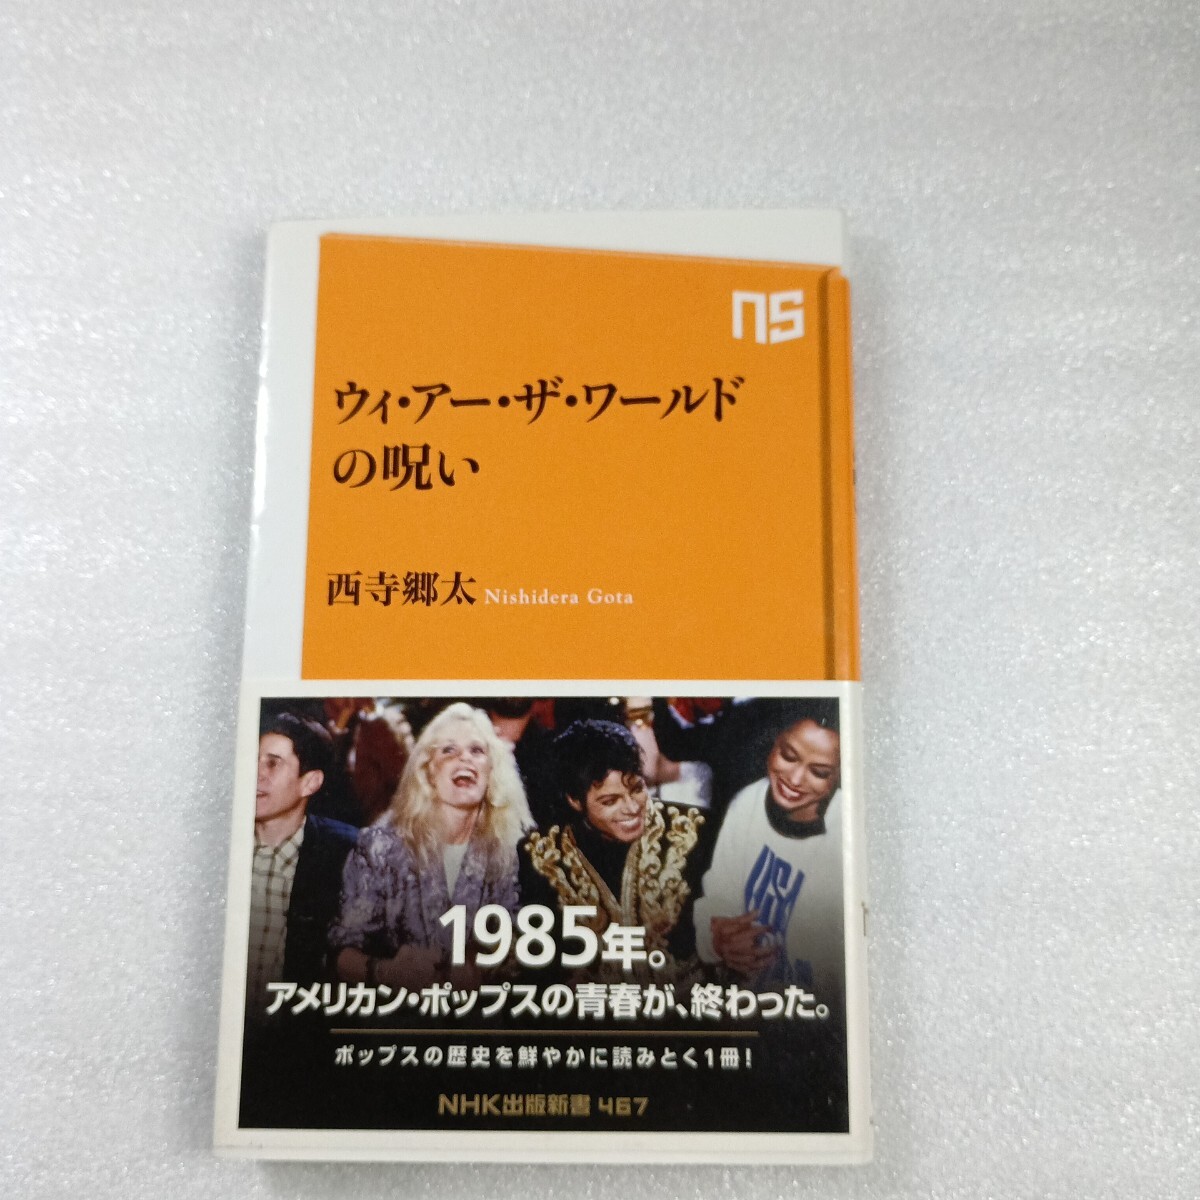 ns
ウィ・アー・ザ・ワールド
の呪い
西寺郷太 Nishidera Gota
USA
1985年。
アメリカン・ポップスの青春が、終わった。
ポップスの歴史を鮮やかに読みとく1冊!
NHK出版新書 467